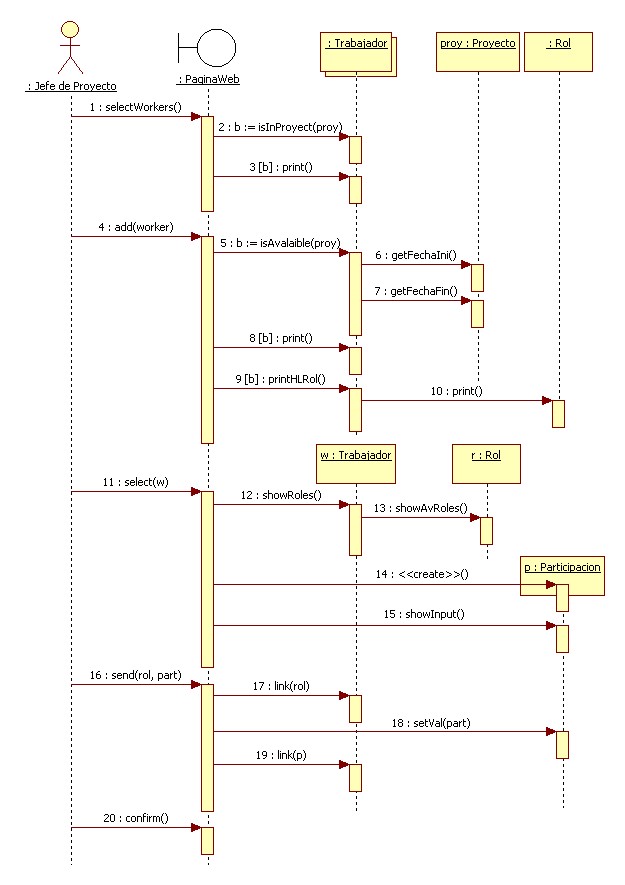 : Trabajador
proy : Proyecto
: Rol
: Jefe de Proyecto
: PaginaWeb
1 : selectWorkers()
2 : b := isInProyect(proy)
3 [b] : print()
4 : add(worker)
5 : b := isAvalaible(proy)
6 : getFechaIni()
7 : getFechaFin()
8 [b] : print()
9 [b] : printHLRol()
10 : print()
w : Trabajador
r : Rol
11 : select(w)
12 : showRoles()
13 : showAvRoles()
p : Participacion
14 : <<create>>()
15 : showInput()
16 : send(rol, part)
17 : link(rol)
18 : setVal(part)
19 : link(p)
20 : confirm()